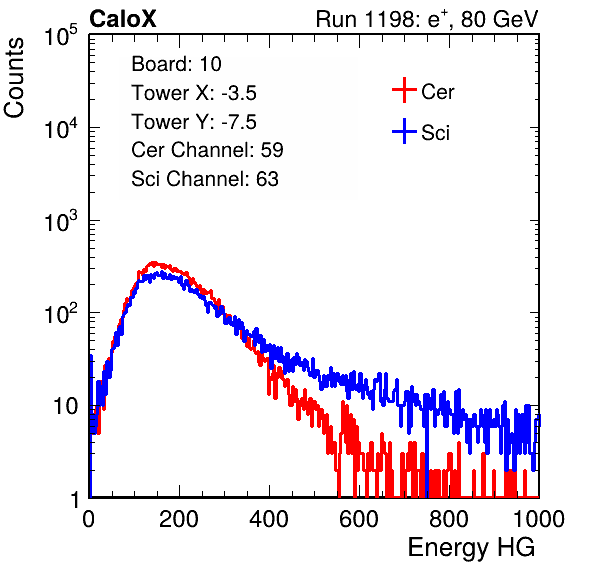 CaloX
Run 1198: e⁺, 80 GeV
Counts
10⁵
10⁴
10³
10²
10
1
Board: 10
Tower X: -3.5
Tower Y: -7.5
Cer Channel: 59
Sci Channel: 63
Cer
Sci
0 200 400 600 800 1000
Energy HG